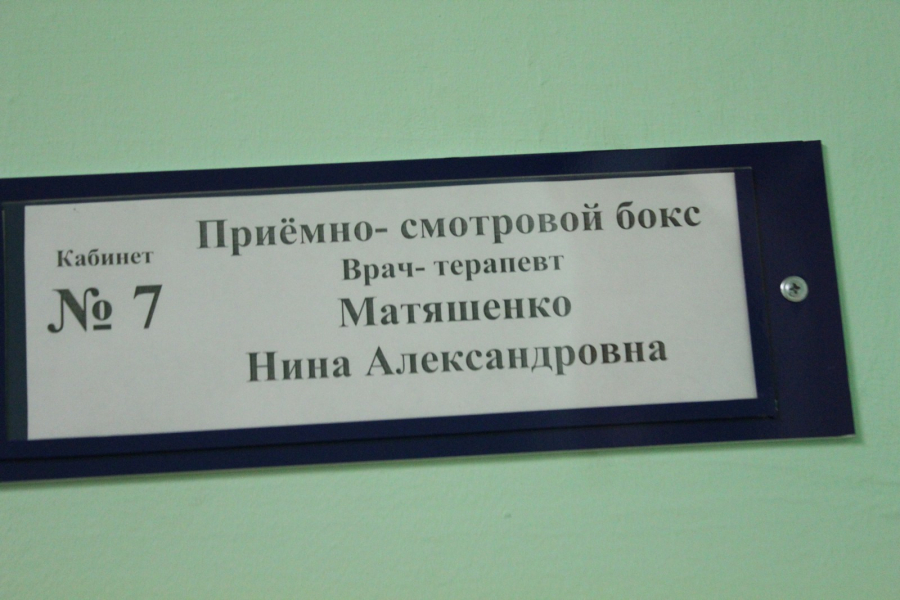 Кабинет
№ 7
Приёмно- смотровой бокс
Врач- терапевт
Матяшенко
Нина Александровна